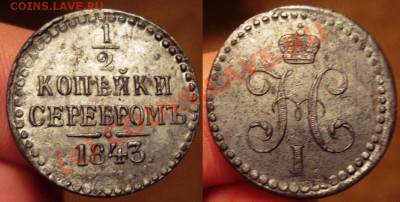 COINS.LAVE.RU
1/2
КОПѢЙКИ
СЕРЕБРОМЪ
1843.
Н
I